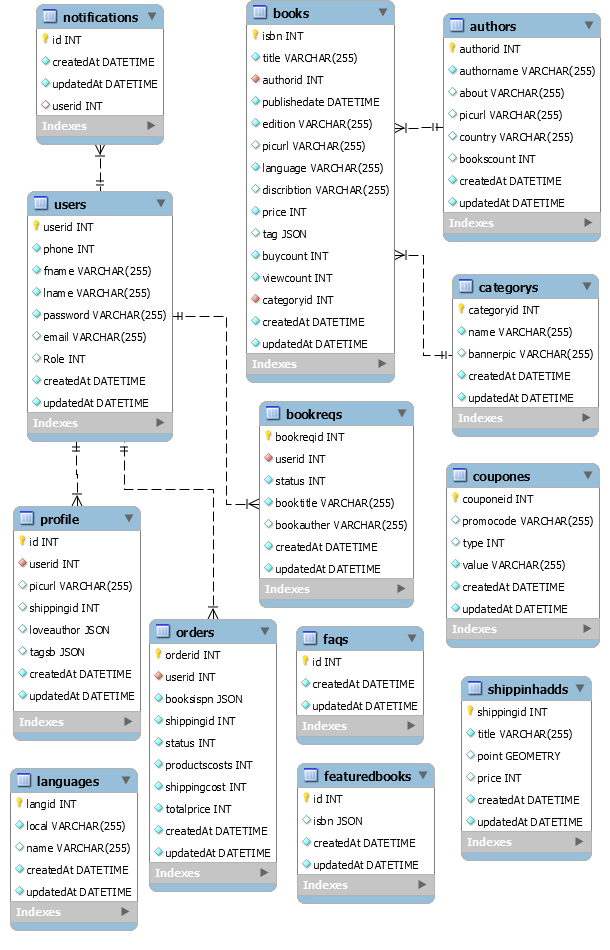 notifications
id INT
createdAt DATETIME
updatedAt DATETIME
userid INT
Indexes
books
isbn INT
title VARCHAR(255)
authorid INT
publishedate DATETIME
edition VARCHAR(255)
picurl VARCHAR(255)
language VARCHAR(255)
discribtion VARCHAR(255)
price INT
tag JSON
buycount INT
viewcount INT
categoryid INT
createdAt DATETIME
updatedAt DATETIME
Indexes
authors
authorid INT
authorname VARCHAR(255)
about VARCHAR(255)
picurl VARCHAR(255)
country VARCHAR(255)
bookscount INT
createdAt DATETIME
updatedAt DATETIME
Indexes
users
userid INT
phone INT
fname VARCHAR(255)
lname VARCHAR(255)
password VARCHAR(255)
email VARCHAR(255)
Role INT
createdAt DATETIME
updatedAt DATETIME
Indexes
categorys
categoryid INT
name VARCHAR(255)
bannerpic VARCHAR(255)
createdAt DATETIME
updatedAt DATETIME
Indexes
bookreqs
bookreqid INT
userid INT
status INT
booktitle VARCHAR(255)
bookauther VARCHAR(255)
createdAt DATETIME
updatedAt DATETIME
Indexes
coupones
couponeid INT
promocode VARCHAR(255)
type INT
value VARCHAR(255)
createdAt DATETIME
updatedAt DATETIME
Indexes
profile
id INT
userid INT
picurl VARCHAR(255)
shippingid INT
loveauthor JSON
tagsb JSON
createdAt DATETIME
updatedAt DATETIME
Indexes
orders
orderid INT
userid INT
booksispn JSON
shippingid INT
status INT
productscosts INT
shippingcost INT
totalprice INT
createdAt DATETIME
updatedAt DATETIME
Indexes
faqs
id INT
createdAt DATETIME
updatedAt DATETIME
Indexes
shippinhadds
shippingid INT
title VARCHAR(255)
point GEOMETRY
price INT
createdAt DATETIME
updatedAt DATETIME
Indexes
languages
langid INT
local VARCHAR(255)
name VARCHAR(255)
createdAt DATETIME
updatedAt DATETIME
Indexes
featuredbooks
id INT
isbn JSON
createdAt DATETIME
updatedAt DATETIME
Indexes